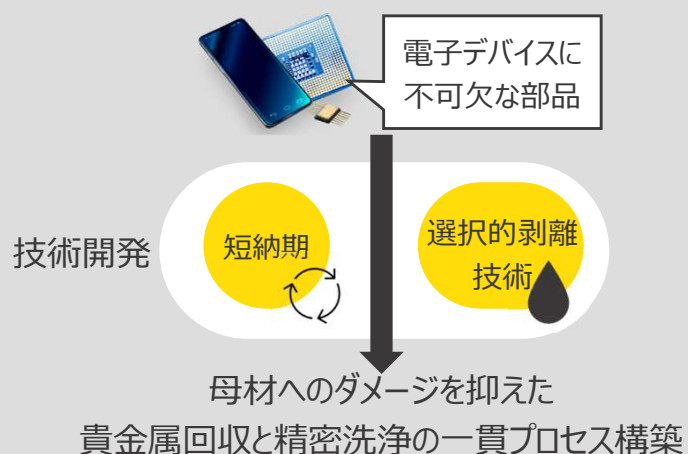 電子デバイスに
不可欠な部品
技術開発
短納期
選択的剥離
技術
母材へのダメージを抑えた
貴金属回収と精密洗浄の一貫プロセス構築